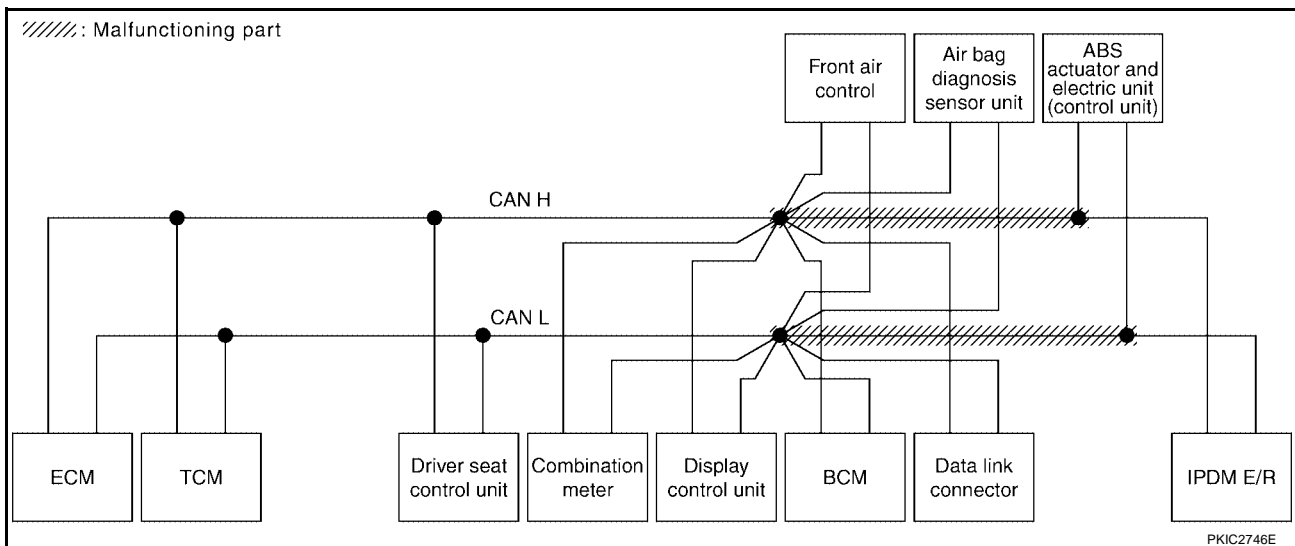 : Malfunctioning part
Front air
control
Air bag
diagnosis
sensor unit
ABS
actuator and
electric unit
(control unit)
CAN H
CAN L
ECM
TCM
Driver seat
control unit
Combination
meter
Display
control unit
BCM
Data link
connector
IPDM E/R
PKIC2746E